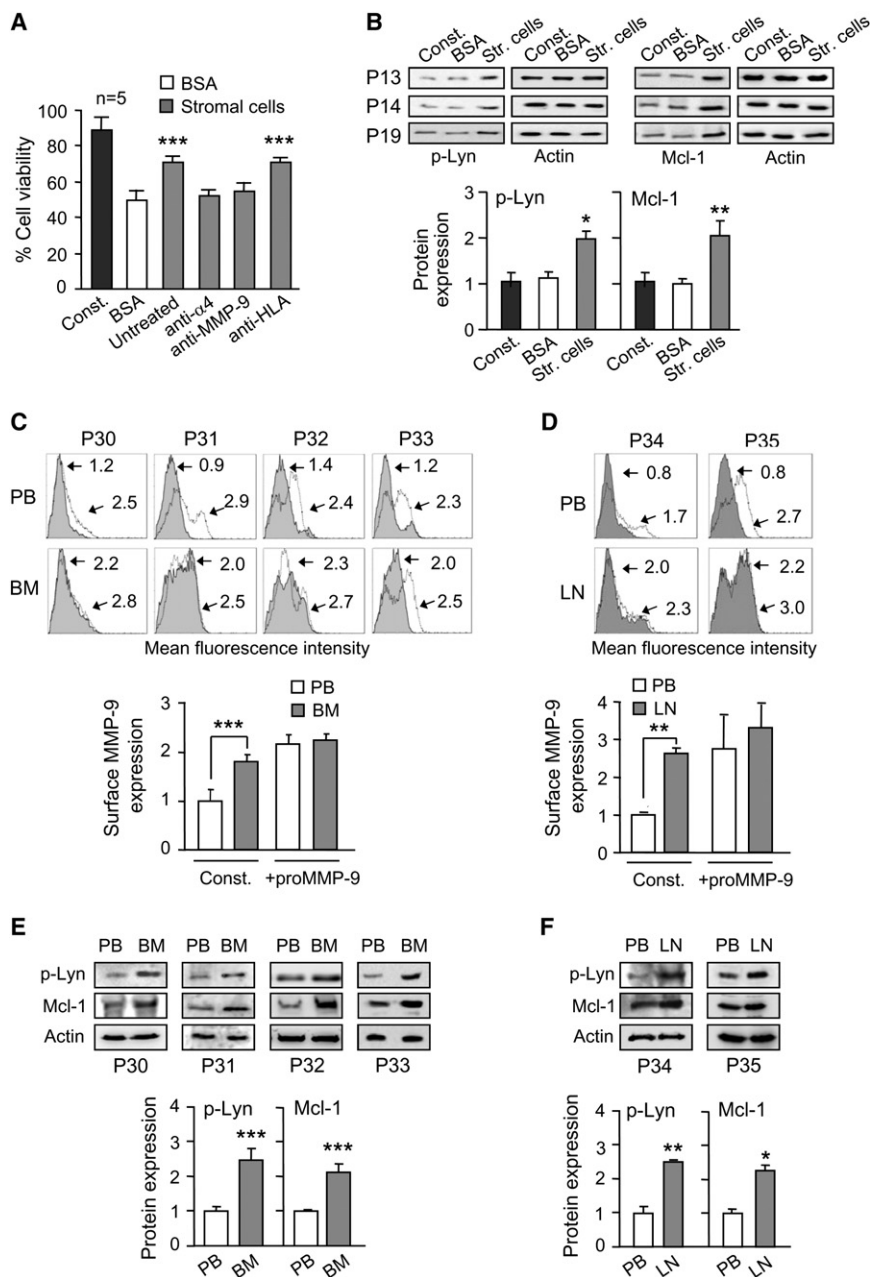 A
n=5
BSA
Stromal cells
% Cell viability
100
80
60
40
20
0
***
***
Const.
BSA
Untreated
anti-α4
anti-MMP-9
anti-HLA
B
Const. BSA Str. cells Const. BSA Str. cells Const. BSA Str. cells Const. BSA Str. cells
P13
P14
P19
p-Lyn Actin Mcl-1 Actin
Protein expression
3
2
1
0
p-Lyn
*
Const. BSA Str. cells
Mcl-1
**
Const. BSA Str. cells
C
P30 P31 P32 P33
PB
1.2 0.9 1.4 1.2
2.5 2.9 2.4 2.3
BM
2.2 2.0 2.3 2.0
2.8 2.5 2.7 2.5
Mean fluorescence intensity
Surface MMP-9 expression
3
2
1
0
PB
BM
***
Const. +proMMP-9
D
P34 P35
PB
0.8 0.8
1.7 2.7
LN
2.0 2.2
2.3 3.0
Mean fluorescence intensity
Surface MMP-9 expression
4
3
2
1
0
PB
LN
**
Const. +proMMP-9
E
PB BM PB BM PB BM PB BM
p-Lyn
Mcl-1
Actin
P30 P31 P32 P33
Protein expression
4
3
2
1
0
p-Lyn
***
PB BM
Mcl-1
***
PB BM
F
PB LN PB LN
p-Lyn
Mcl-1
Actin
P34 P35
Protein expression
4
3
2
1
0
p-Lyn
**
PB LN
Mcl-1
*
PB LN